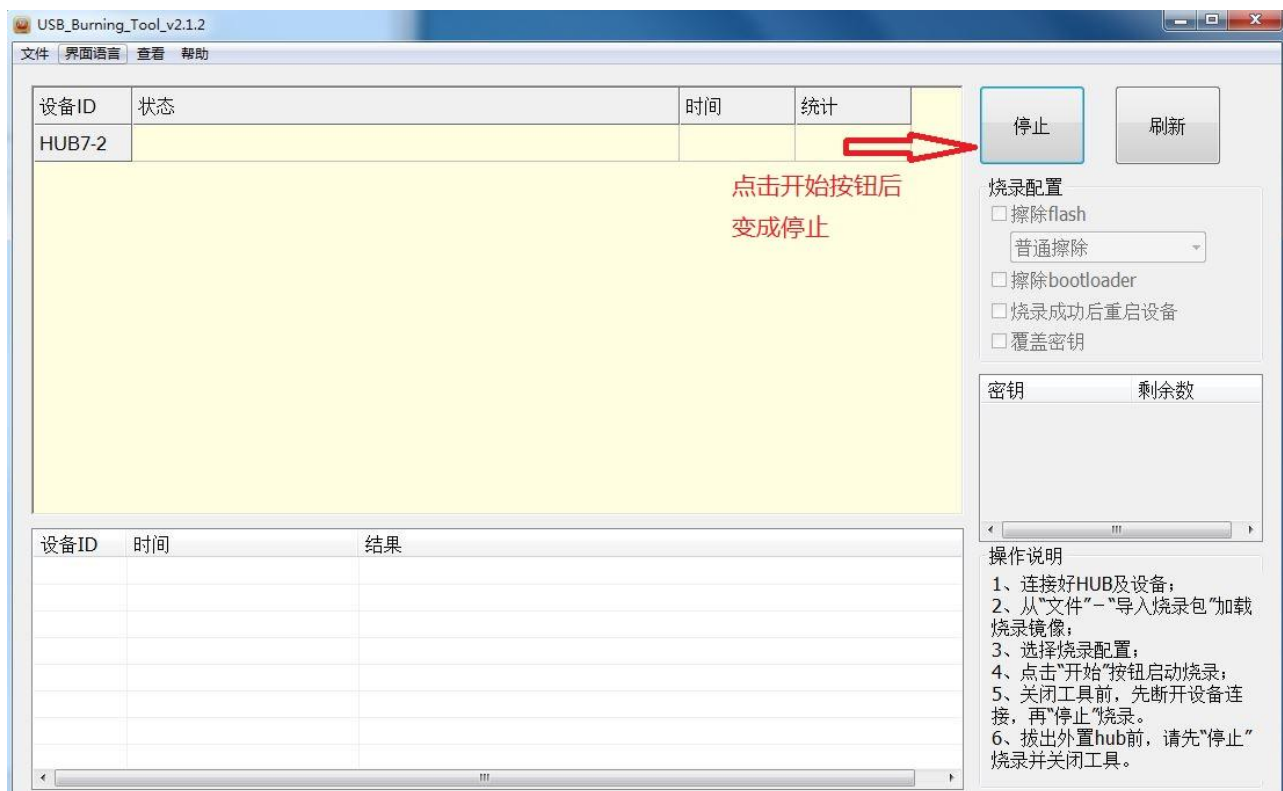 USB_Burning_Tool_v2.1.2
文件 界面语言 查看 帮助
设备ID 状态 时间 统计
HUB7-2
点击开始按钮后
变成停止
停止 刷新
烧录配置
擦除flash
普通擦除
擦除bootloader
烧录成功后重启设备
覆盖密钥
密钥 剩余数
设备ID 时间 结果
操作说明
1、连接好HUB及设备;
2、从"文件"－"导入烧录包"加载
烧录镜像;
3、选择烧录配置;
4、点击"开始"按钮启动烧录;
5、关闭工具前，先断开设备连
接，再"停止"烧录。
6、拔出外置hub前，请先"停止"
烧录并关闭工具。